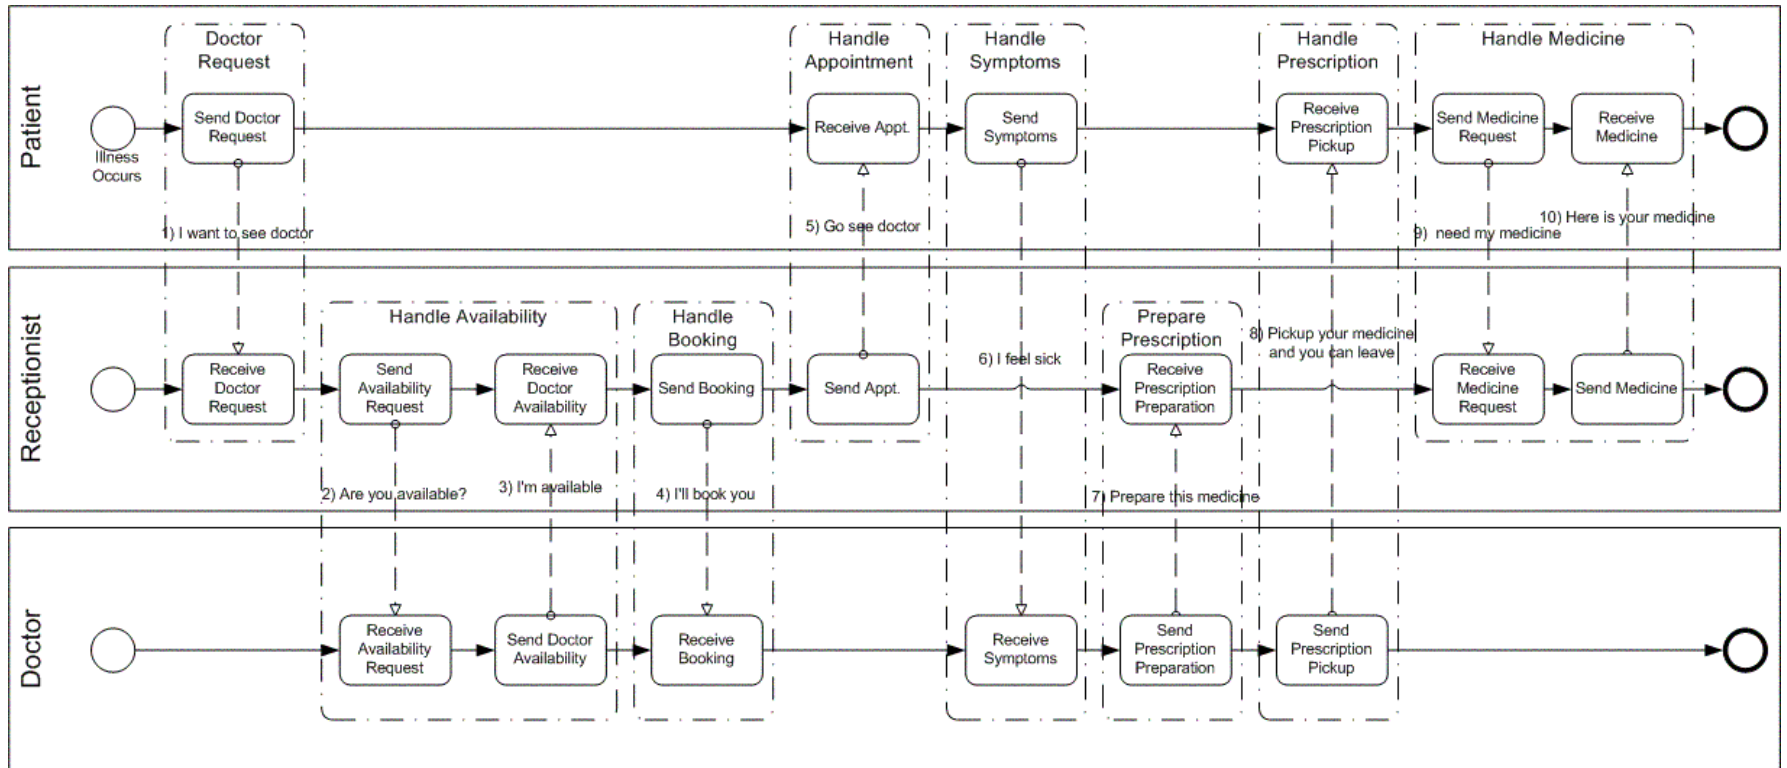 Patient
Doctor
Request
Handle
Appointment
Handle
Symptoms
Handle
Prescription
Handle Medicine
Illness
Occurs
Send Doctor
Request
Receive Appt.
Send
Symptoms
Receive
Prescription
Pickup
Send Medicine
Request
Receive
Medicine
1) I want to see doctor
5) Go see doctor
9) need my medicine
10) Here is your medicine
Receptionist
Handle Availability
Handle
Booking
Prepare
Prescription
Receive
Doctor
Request
Send
Availability
Request
Receive
Doctor
Availability
Send Booking
Send Appt.
6) I feel sick
Receive
Prescription
Preparation
8) Pickup your medicine
and you can leave
Receive
Medicine
Request
Send Medicine
2) Are you available?
3) I'm available
4) I'll book you
7) Prepare this medicine
Doctor
Receive
Availability
Request
Send Doctor
Availability
Receive
Booking
Receive
Symptoms
Send
Prescription
Preparation
Send
Prescription
Pickup